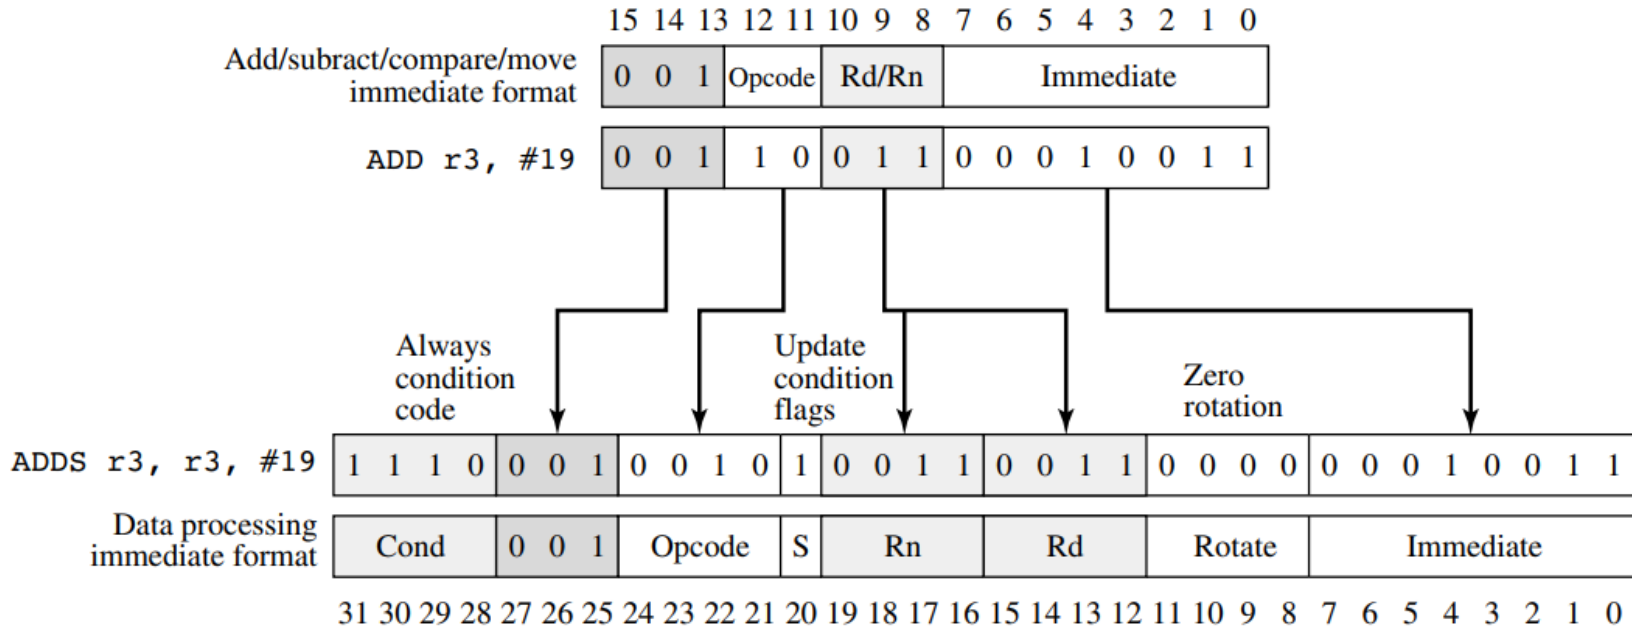 15 14 13 12 11 10 9 8 7 6 5 4 3 2 1 0
Add/subract/compare/move
immediate format
0 0 1 Opcode Rd/Rn Immediate
ADD r3, #19 0 0 1 1 0 0 1 1 0 0 0 1 0 0 1 1
Always
condition
code
Update
condition
flags
Zero
rotation
ADDS r3, r3, #19 1 1 1 0 0 0 1 0 0 1 0 1 0 0 1 1 0 0 1 1 0 0 0 0 0 0 0 1 0 0 1 1
Data processing
immediate format
Cond 0 0 1 Opcode S Rn Rd Rotate Immediate
31 30 29 28 27 26 25 24 23 22 21 20 19 18 17 16 15 14 13 12 11 10 9 8 7 6 5 4 3 2 1 0